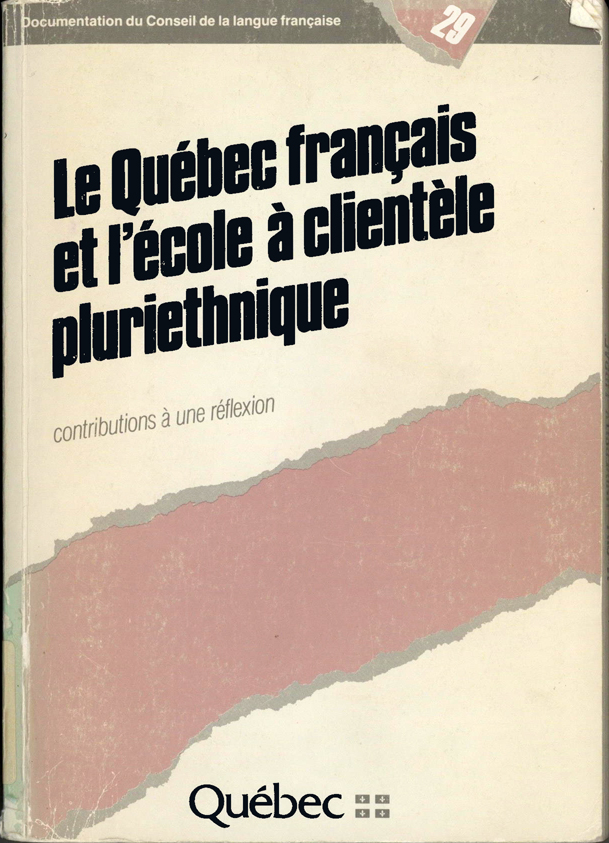 Documentation du Conseil de la langue française
29
Le Québec français
et l'école à clientèle
pluriethnique
contributions à une réflexion
Québec